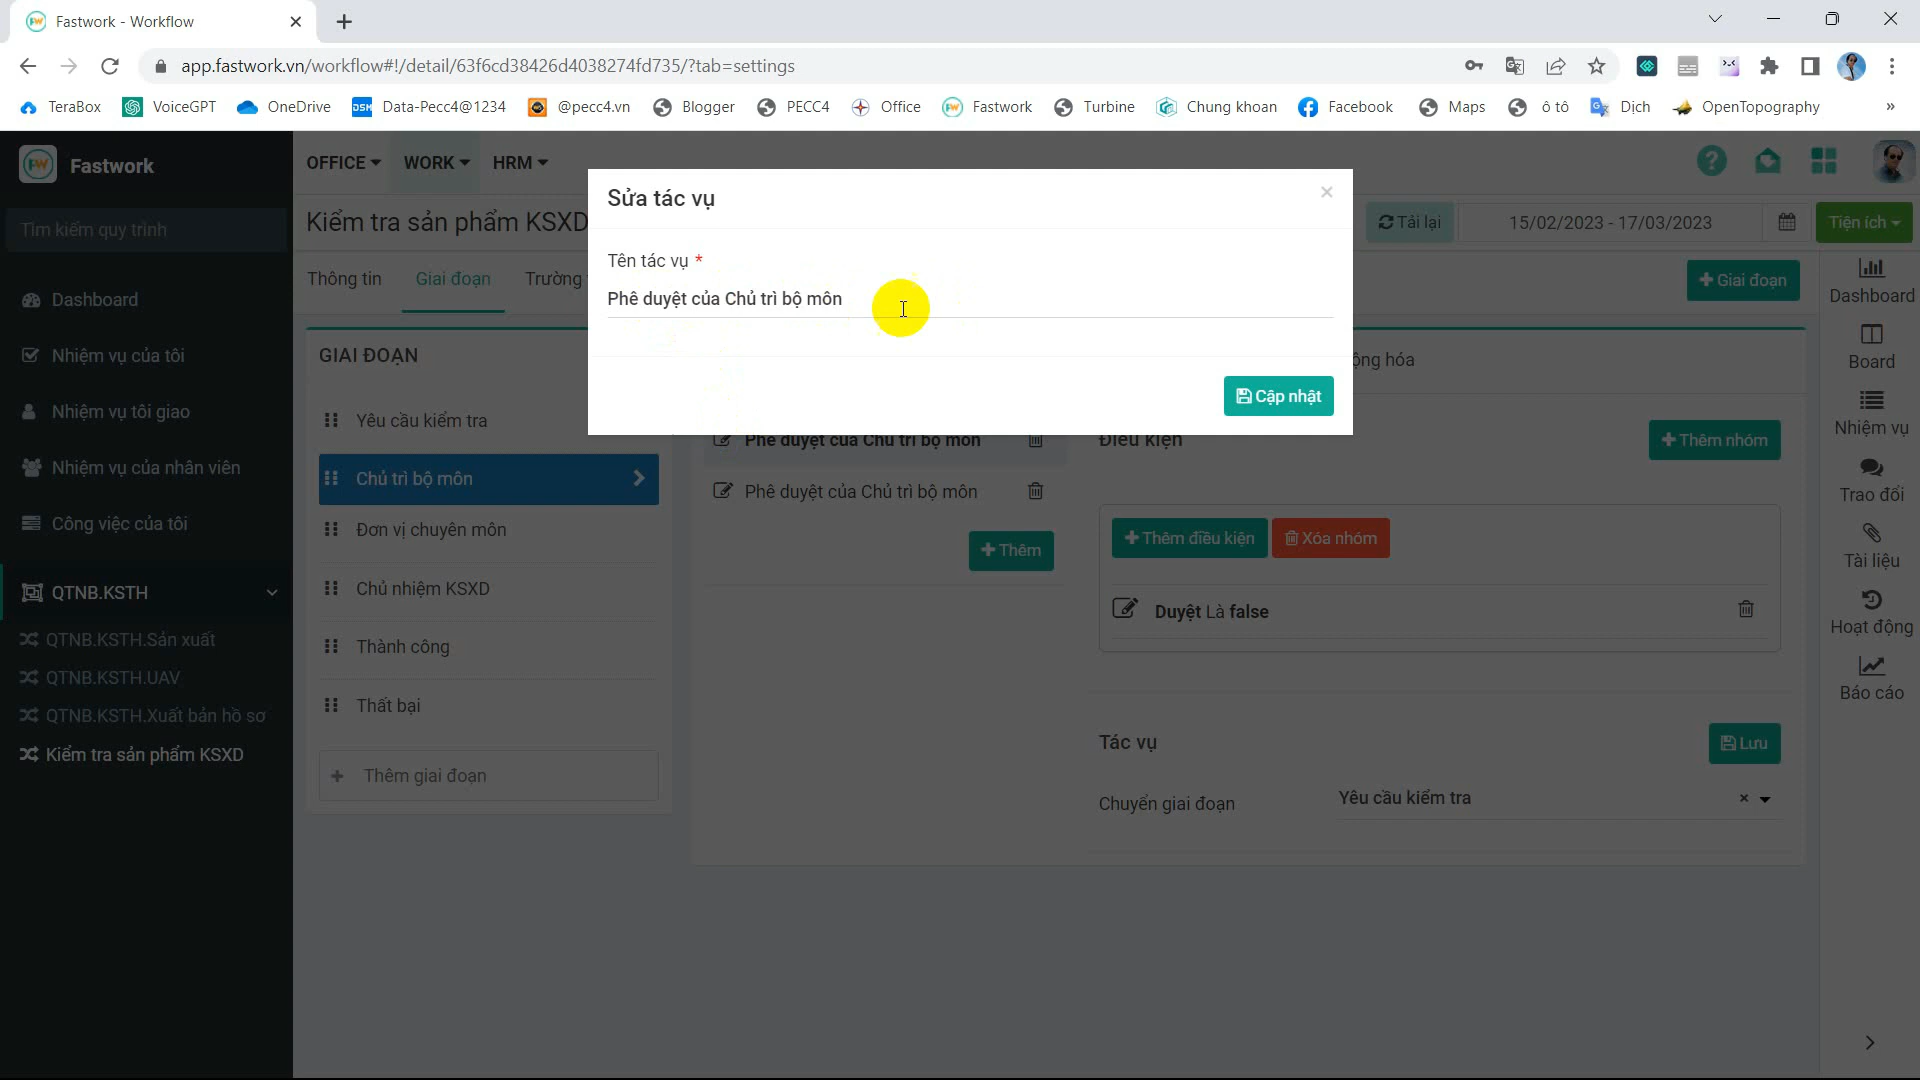 Fastwork - Workflow
app.fastwork.vn/workflow#!/detail/63f6cd38426d4038274fd735/?tab=settings
TeraBox VoiceGPT OneDrive Data-Pecc4@1234 @pecc4.vn Blogger PECC4 Office Fastwork Turbine Chung khoan Facebook Maps ô tô Dịch OpenTopography »
Fastwork
OFFICE WORK HRM
Tìm kiếm quy trình
Kiểm tra sản phẩm KSXD
Tải lại
15/02/2023 - 17/03/2023
Tiện ích
Thông tin Giai đoạn Trường
+ Giai đoạn
Sửa tác vụ
×
Tên tác vụ *
Phê duyệt của Chủ trì bộ môn
Cập nhật
Dashboard
Nhiệm vụ của tôi
Nhiệm vụ tôi giao
Nhiệm vụ của nhân viên
Công việc của tôi
QTNB.KSTH
QTNB.KSTH.Sản xuất
QTNB.KSTH.UAV
QTNB.KSTH.Xuất bản hồ sơ
Kiểm tra sản phẩm KSXD
GIAI ĐOẠN
Yêu cầu kiểm tra
Chủ trì bộ môn
Đơn vị chuyên môn
Chủ nhiệm KSXD
Thành công
Thất bại
+ Thêm giai đoạn
Phê duyệt của Chủ trì bộ môn
Phê duyệt của Chủ trì bộ môn
+ Thêm
ộng hóa
Điều kiện
+ Thêm nhóm
+ Thêm điều kiện
Xóa nhóm
Duyệt Là false
Tác vụ
Lưu
Chuyển giai đoạn
Yêu cầu kiểm tra
×
Dashboard
Board
Nhiệm vụ
Trao đổi
Tài liệu
Hoạt động
Báo cáo